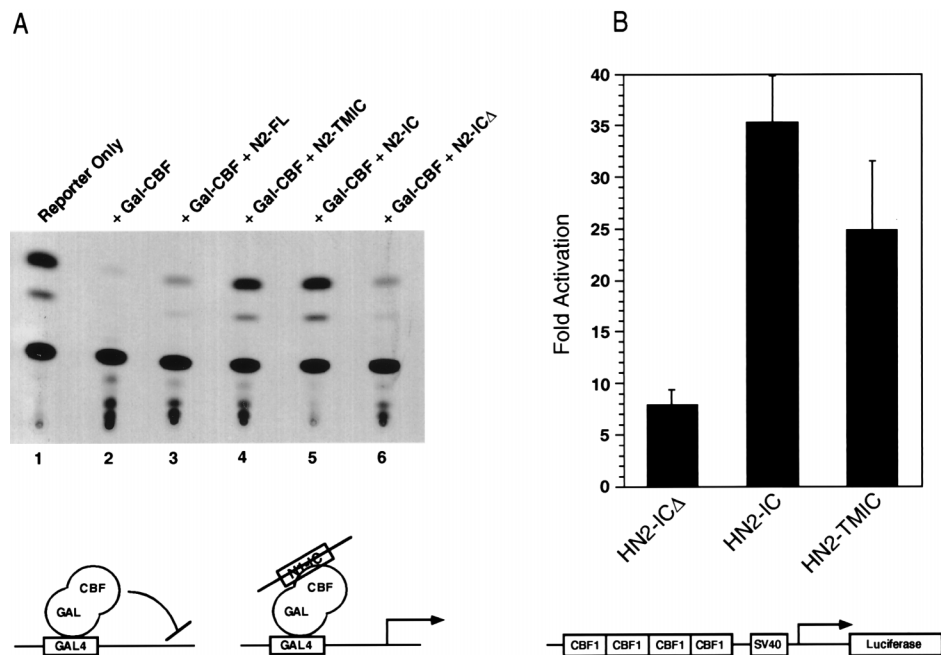 A
Reporter Only
+ Gal-CBF
+ Gal-CBF + N2-FL
+ Gal-CBF + N2-TMIC
+ Gal-CBF + N2-IC
+ Gal-CBF + N2-ICΔ
1 2 3 4 5 6
CBF
GAL
GAL4
CBF
GAL
GAL4
B
Fold Activation
40
35
30
25
20
15
10
5
0
HN2-ICΔ
HN2-IC
HN2-TMIC
CBF1 CBF1 CBF1 CBF1 SV40 Luciferase